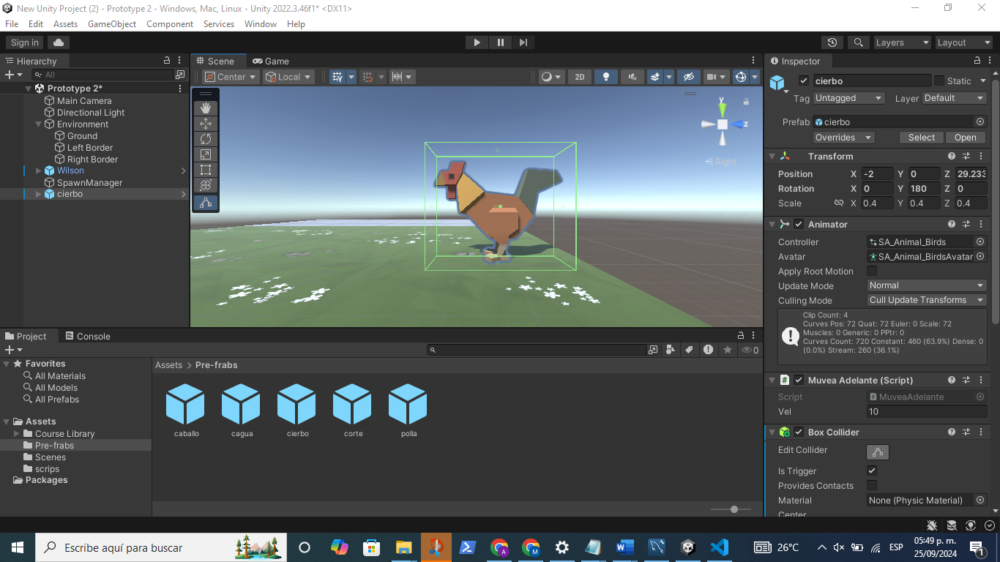 New Unity Project (2) - Prototype 2 - Windows, Mac, Linux - Unity 2022.3.46f1* <DX11>
File Edit Assets GameObject Component Services Window Help
Sign in
Layers Layout
Hierarchy
All
Prototype 2*
Main Camera
Directional Light
Environment
Ground
Left Border
Right Border
Wilson
SpawnManager
cierbo
Scene Game
Center Local 2D
y
z
Right
Inspector
cierbo Static
Tag Untagged Layer Default
Prefab cierbo
Overrides Select Open
Transform
Position X -2 Y 0 Z 29.233
Rotation X 0 Y 180 Z 0
Scale X 0.4 Y 0.4 Z 0.4
Animator
Controller SA_Animal_Birds
Avatar SA_Animal_BirdsAvatar
Apply Root Motion
Update Mode Normal
Culling Mode Cull Update Transforms
Clip Count: 4
Curves Pos: 72 Quat: 72 Euler: 0 Scale: 72
Muscles: 0 Generic: 0 PPtr: 0
Curves Count: 720 Constant: 460 (63.9%) Dense: 0
(0.0%) Stream: 260 (36.1%)
Muvea Adelante (Script)
Script MuveaAdelante
Vel 10
Box Collider
Edit Collider
Is Trigger
Provides Contacts
Material None (Physic Material)
Center
Project Console
0
Favorites
All Materials
All Models
All Prefabs
Assets
Course Library
Pre-frabs
Scenes
scrips
Packages
Assets > Pre-frabs
caballo cagua cierbo corte polla
Escribe aquí para buscar
26°C
ESP
05:49 p. m.
25/09/2024
1